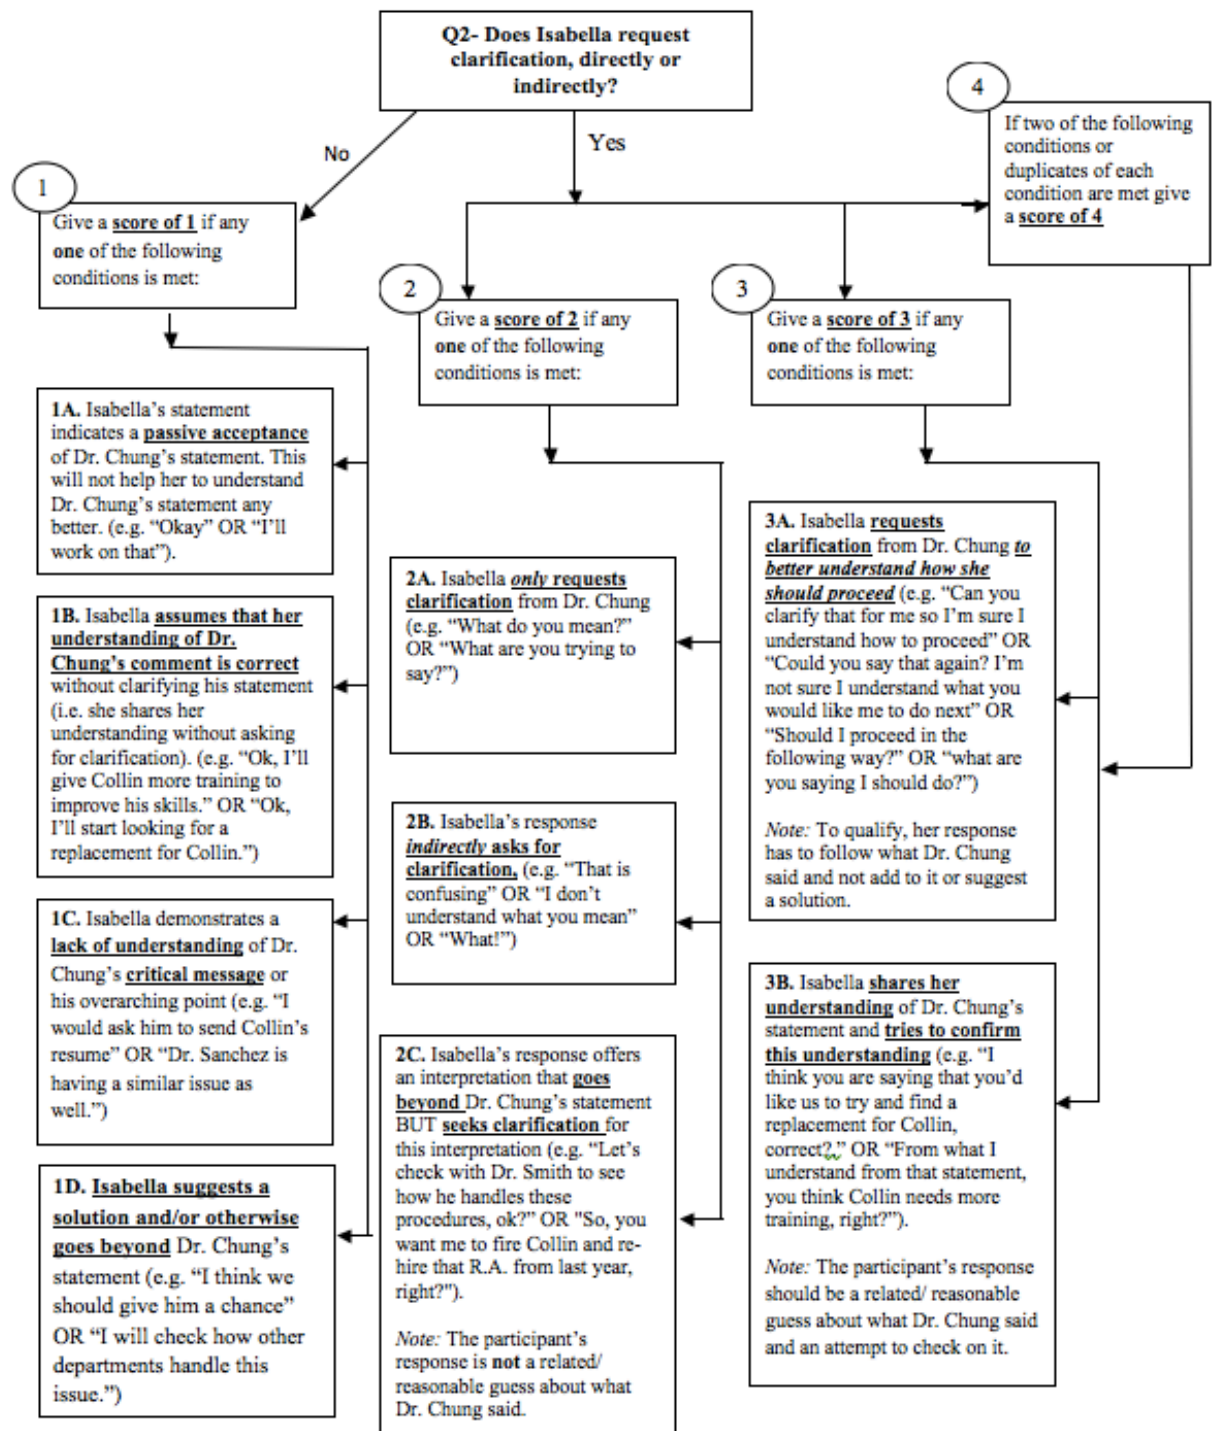 Q2- Does Isabella request
clarification, directly or
indirectly?
No
Yes
1
Give a score of 1 if any
one of the following
conditions is met:
2
Give a score of 2 if any
one of the following
conditions is met:
3
Give a score of 3 if any
one of the following
conditions is met:
4
If two of the following
conditions or
duplicates of each
condition are met give
a score of 4
1A. Isabella’s statement
indicates a passive acceptance
of Dr. Chung’s statement. This
will not help her to understand
Dr. Chung’s statement any
better. (e.g. “Okay” OR “I’ll
work on that”).
1B. Isabella assumes that her
understanding of Dr.
Chung’s comment is correct
without clarifying his statement
(i.e. she shares her
understanding without asking
for clarification). (e.g. “Ok, I’ll
give Collin more training to
improve his skills.” OR “Ok,
I’ll start looking for a
replacement for Collin.”)
1C. Isabella demonstrates a
lack of understanding of Dr.
Chung’s critical message or
his overarching point (e.g. “I
would ask him to send Collin’s
resume” OR “Dr. Sanchez is
having a similar issue as
well.”)
1D. Isabella suggests a
solution and/or otherwise
goes beyond Dr. Chung’s
statement (e.g. “I think we
should give him a chance”
OR “I will check how other
departments handle this
issue.”)
2A. Isabella only requests
clarification from Dr. Chung
(e.g. “What do you mean?”
OR “What are you trying to
say?”)
2B. Isabella’s response
indirectly asks for
clarification, (e.g. “That is
confusing” OR “I don’t
understand what you mean”
OR “What!”)
2C. Isabella’s response offers
an interpretation that goes
beyond Dr. Chung’s statement
BUT seeks clarification for
this interpretation (e.g. “Let’s
check with Dr. Smith to see
how he handles these
procedures, ok?” OR "So, you
want me to fire Collin and re-
hire that R.A. from last year,
right?").
Note: The participant’s
response is not a related/
reasonable guess about what
Dr. Chung said.
3A. Isabella requests
clarification from Dr. Chung to
better understand how she
should proceed (e.g. “Can you
clarify that for me so I’m sure I
understand how to proceed” OR
“Could you say that again? I’m
not sure I understand what you
would like me to do next” OR
“Should I proceed in the
following way?” OR “what are
you saying I should do?”)
Note: To qualify, her response
has to follow what Dr. Chung
said and not add to it or suggest
a solution.
3B. Isabella shares her
understanding of Dr. Chung’s
statement and tries to confirm
this understanding (e.g. “I
think you are saying that you’d
like us to try and find a
replacement for Collin,
correct?,” OR “From what I
understand from that statement,
you think Collin needs more
training, right?”).
Note: The participant’s response
should be a related/ reasonable
guess about what Dr. Chung said
and an attempt to check on it.